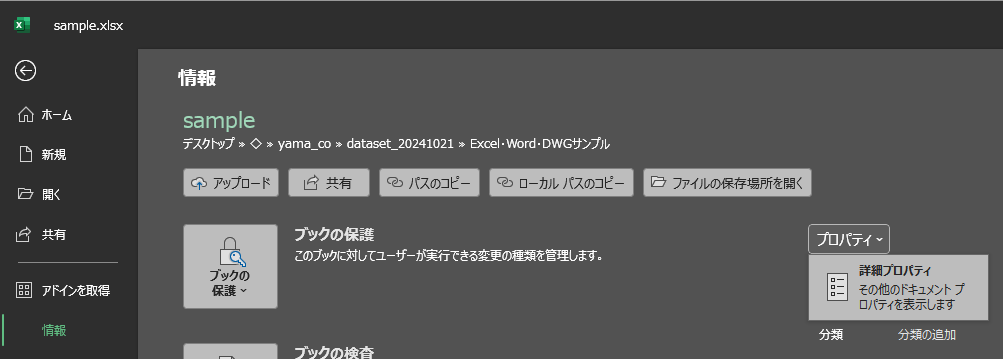 sample.xlsx
情報
sample
デスクトップ » ◇ » yama_co » dataset_20241021 » Excel・Word・DWGサンプル
アップロード 共有 パスのコピー ローカル パスのコピー ファイルの保存場所を開く
ホーム
新規
開く
共有
アドインを取得
情報
ブックの
保護
ブックの保護
このブックに対してユーザーが実行できる変更の種類を管理します。
プロパティ
詳細プロパティ
その他のドキュメント プ
ロパティを表示します
分類 分類の追加
ブックの検査